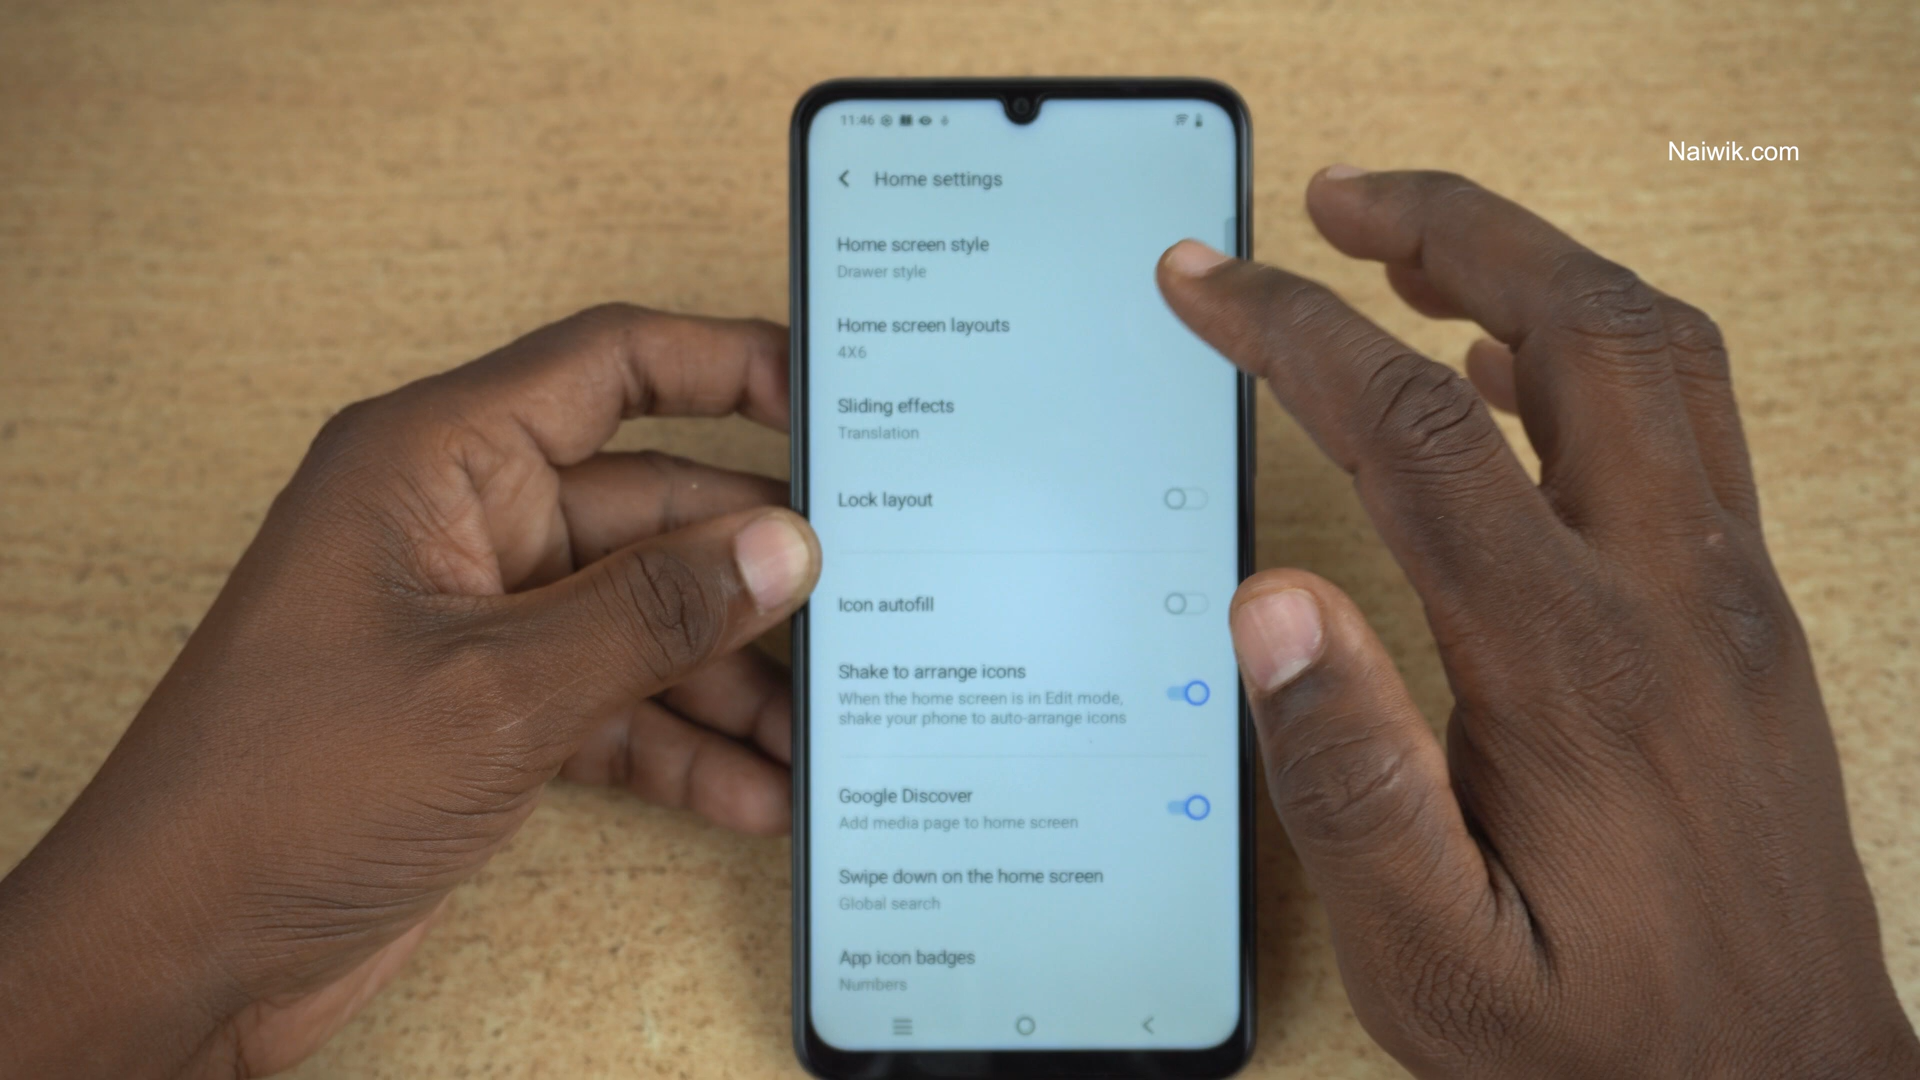 11:46
Naiwik.com
Home settings
Home screen style
Drawer style
Home screen layouts
4X6
Sliding effects
Translation
Lock layout
Icon autofill
Shake to arrange icons
When the home screen is in Edit mode,
shake your phone to auto-arrange icons
Google Discover
Add media page to home screen
Swipe down on the home screen
Global search
App icon badges
Numbers